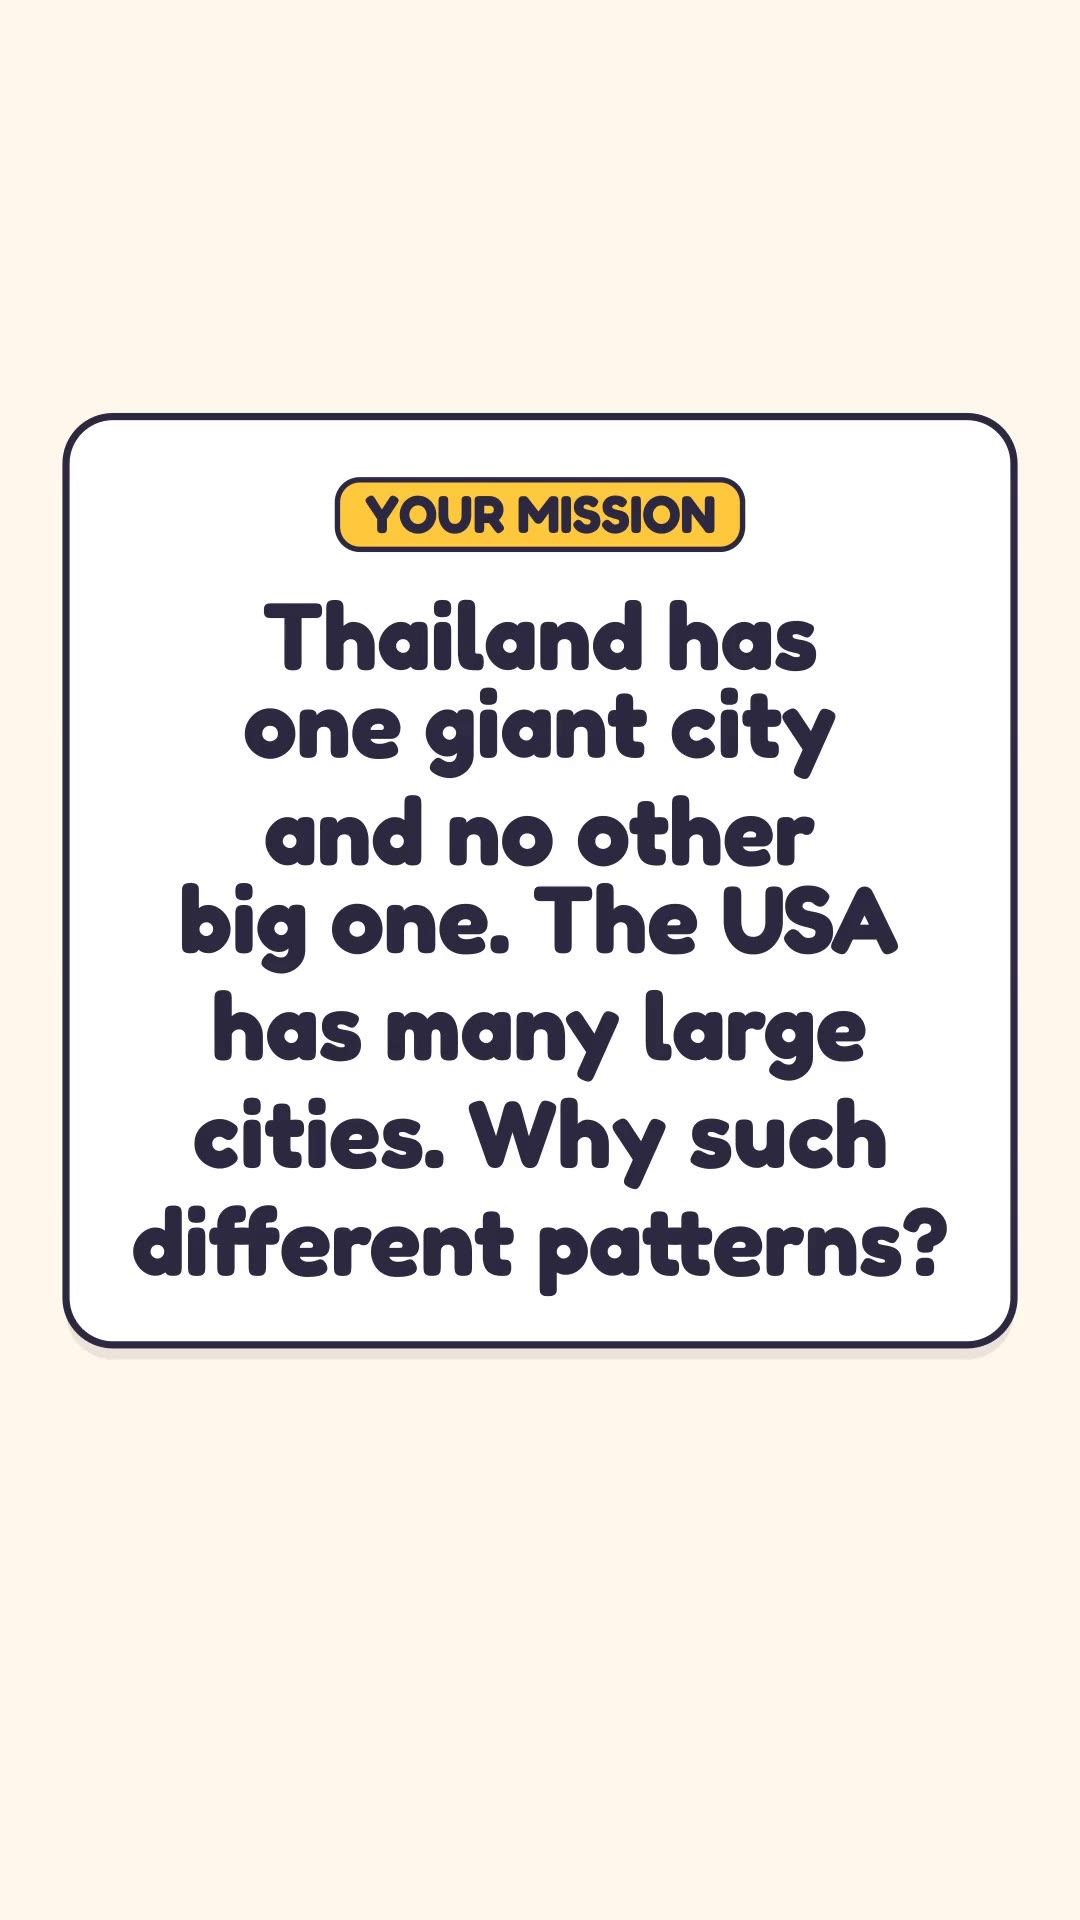 YOUR MISSION
Thailand has
one giant city
and no other
big one. The USA
has many large
cities. Why such
different patterns?